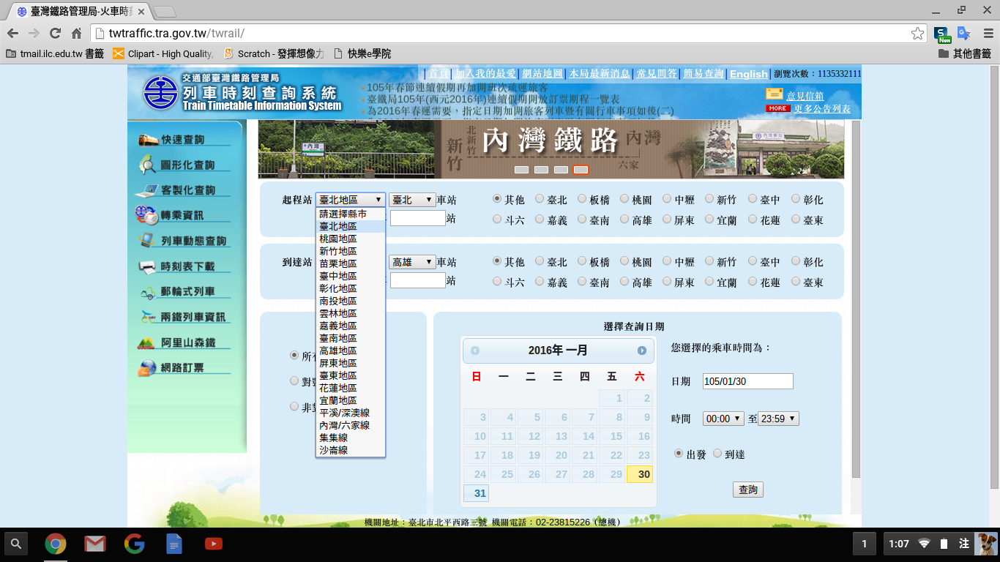 臺灣鐵路管理局-火車時刻
twtraffic.tra.gov.tw/twrail/
New
tmail.ilc.edu.tw 書籤 Clipart - High Quality, Scratch - 發揮想像力 快樂e學院 其他書籤
交通部臺灣鐵路管理局
列車時刻查詢系統
Train Timetable Information System
| 首頁 | 加入我的最愛 | 網站地圖 | 本局最新消息 | 常見問答 | 簡易查詢 | English | 瀏覽次數：1135332111
105年春節連續假期再加開班次疏運旅客
臺鐵局105年(西元2016年)連續假期開放訂票期程一覽表
為2016年春運需要，指定日期加開旅客列車暨有關行車事項如後(二)
意見信箱
MORE 更多公告列表
快速查詢
圖形化查詢
客製化查詢
轉乘資訊
列車動態查詢
時刻表下載
郵輪式列車
兩鐵列車資訊
阿里山森鐵
網路訂票
內灣
新竹
北新竹
內灣鐵路
內灣
六家
起程站 臺北地區 臺北 車站
站
其他 臺北 板橋 桃園 中壢 新竹 臺中 彰化
斗六 嘉義 臺南 高雄 屏東 宜蘭 花蓮 臺東
請選擇縣市
臺北地區
桃園地區
新竹地區
苗栗地區
臺中地區
彰化地區
南投地區
雲林地區
嘉義地區
臺南地區
高雄地區
屏東地區
臺東地區
花蓮地區
宜蘭地區
平溪/深澳線
內灣/六家線
集集線
沙崙線
到達站 高雄 車站
站
其他 臺北 板橋 桃園 中壢 新竹 臺中 彰化
斗六 嘉義 臺南 高雄 屏東 宜蘭 花蓮 臺東
選擇查詢日期
2016年 一月
日 一 二 三 四 五 六
1 2
3 4 5 6 7 8 9
10 11 12 13 14 15 16
17 18 19 20 21 22 23
24 25 26 27 28 29 30
31
您選擇的乘車時間為：
日期 105/01/30
時間 00:00 至 23:59
出發 到達
查詢
機關地址：臺北市北平西路三號 機關電話：02-23815226（總機）
1 1:07 注